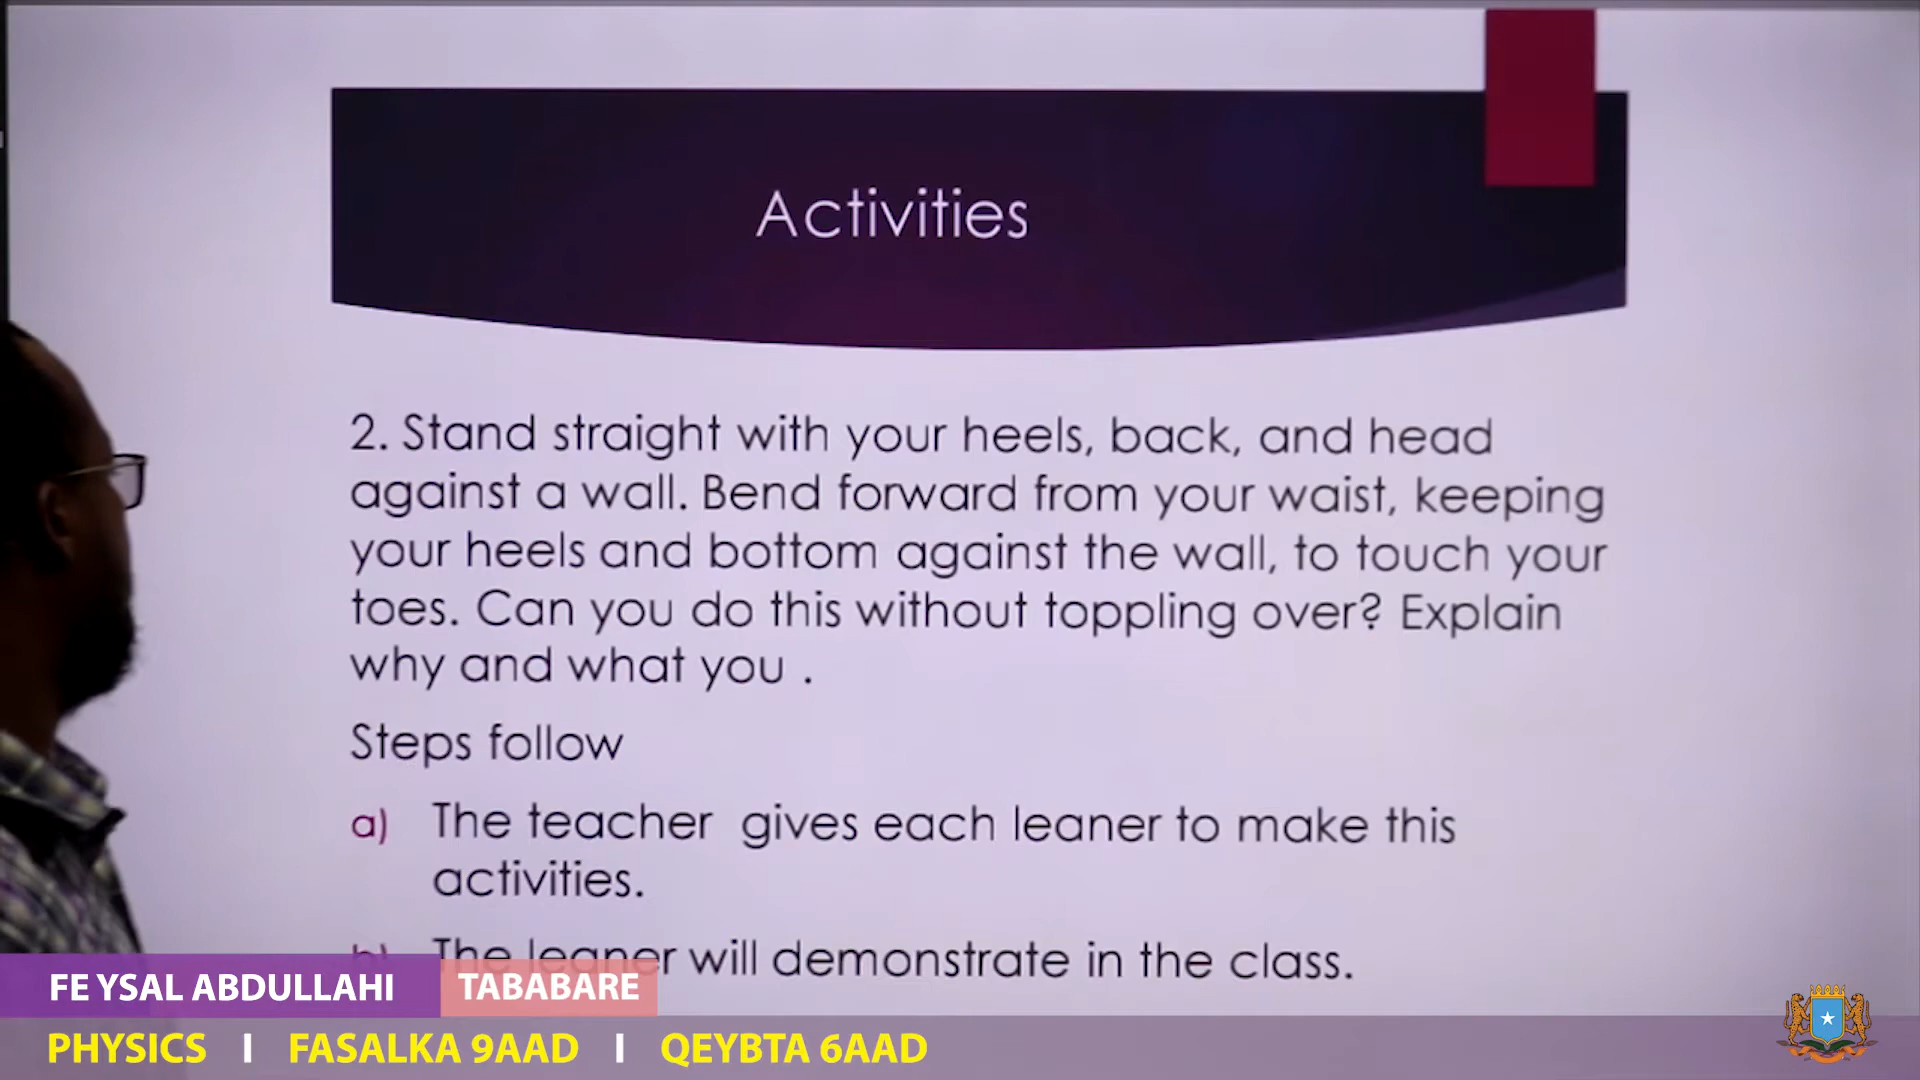 Activities
2. Stand straight with your heels, back, and head
against a wall. Bend forward from your waist, keeping
your heels and bottom against the wall, to touch your
toes. Can you do this without toppling over? Explain
why and what you .
Steps follow
a) The teacher gives each leaner to make this
activities.
b) The leaner will demonstrate in the class.
FEYSAL ABDULLAHI TABABARE
PHYSICS I FASALKA 9AAD I QEYBTA 6AAD